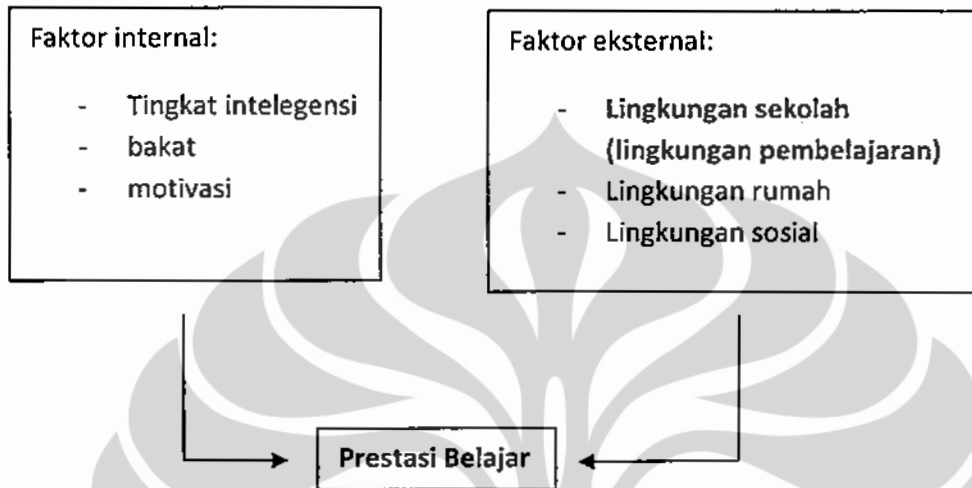 Faktor internal:
- Tingkat intelegensi
- bakat
- motivasi
Faktor eksternal:
- Lingkungan sekolah
(lingkungan pembelajaran)
- Lingkungan rumah
- Lingkungan sosial
Prestasi Belajar